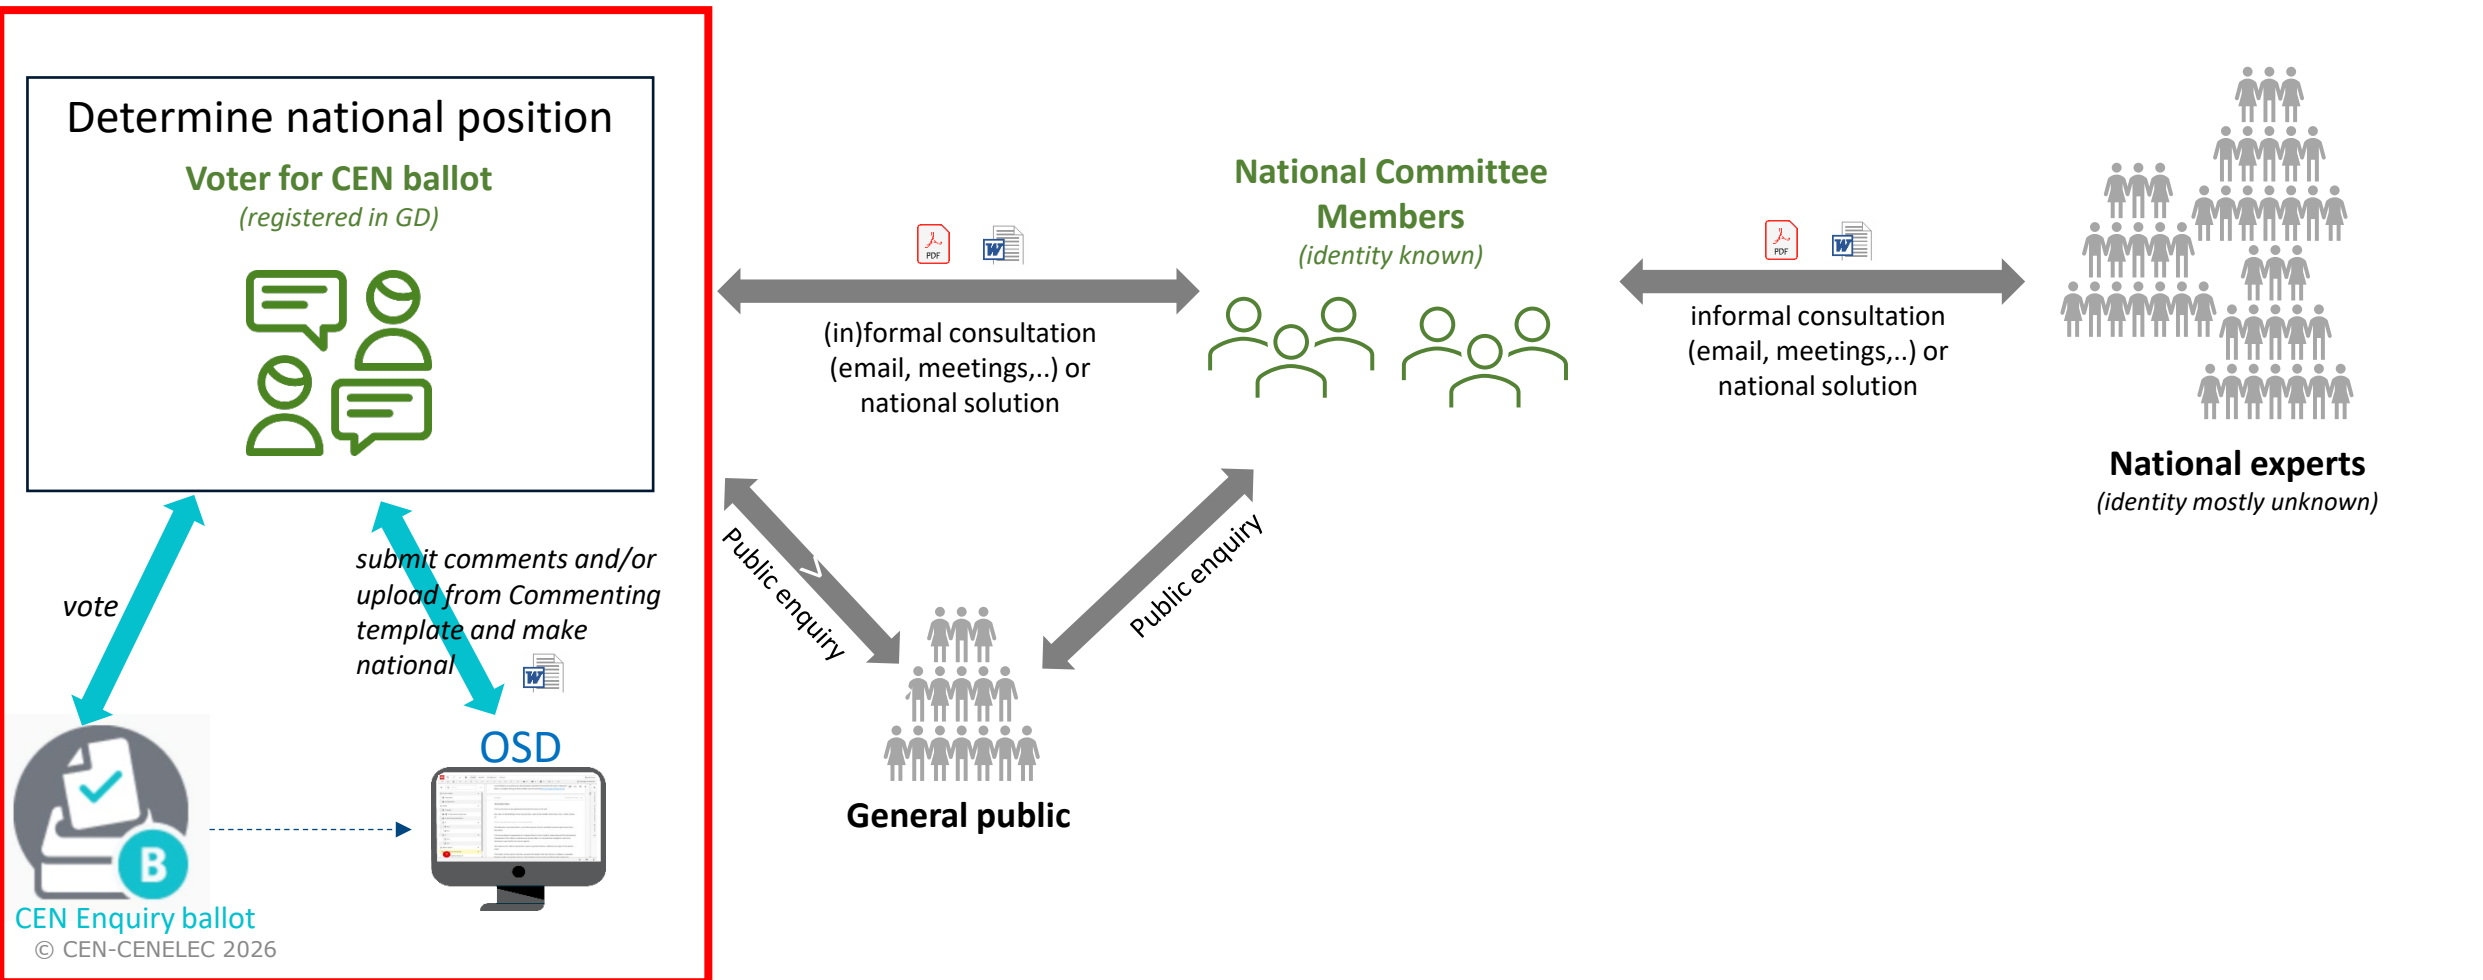 Determine national position
Voter for CEN ballot
(registered in GD)
vote
submit comments and/or
upload from Commenting
template and make
national
W
OSD
B
CEN Enquiry ballot
© CEN-CENELEC 2026
PDF
W
(in)formal consultation
(email, meetings,..) or
national solution
Public enquiry
Public enquiry
General public
National Committee
Members
(identity known)
PDF
W
informal consultation
(email, meetings,..) or
national solution
National experts
(identity mostly unknown)